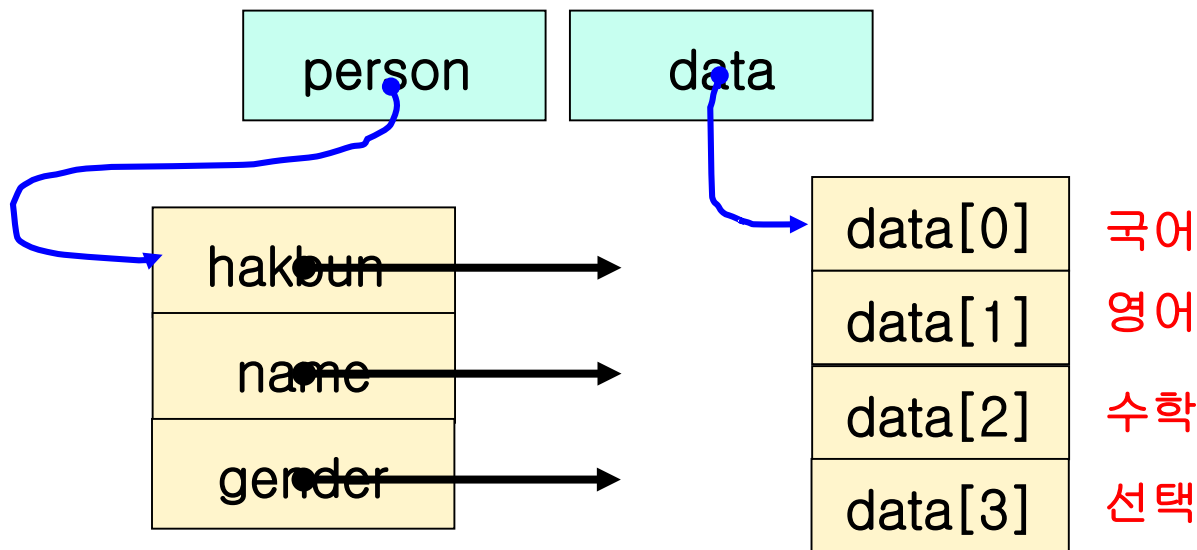 person
data
hakbun
name
gender
data[0] 국어
data[1] 영어
data[2] 수학
data[3] 선택